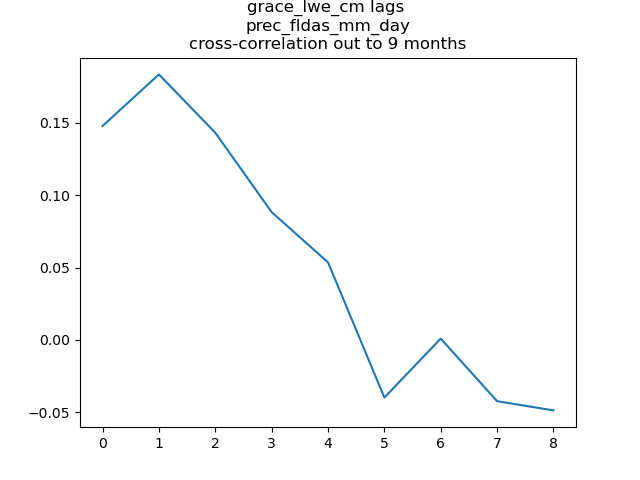 grace_lwe_cm lags
prec_fldas_mm_day
cross-correlation out to 9 months
0.15
0.10
0.05
0.00
−0.05
0 1 2 3 4 5 6 7 8